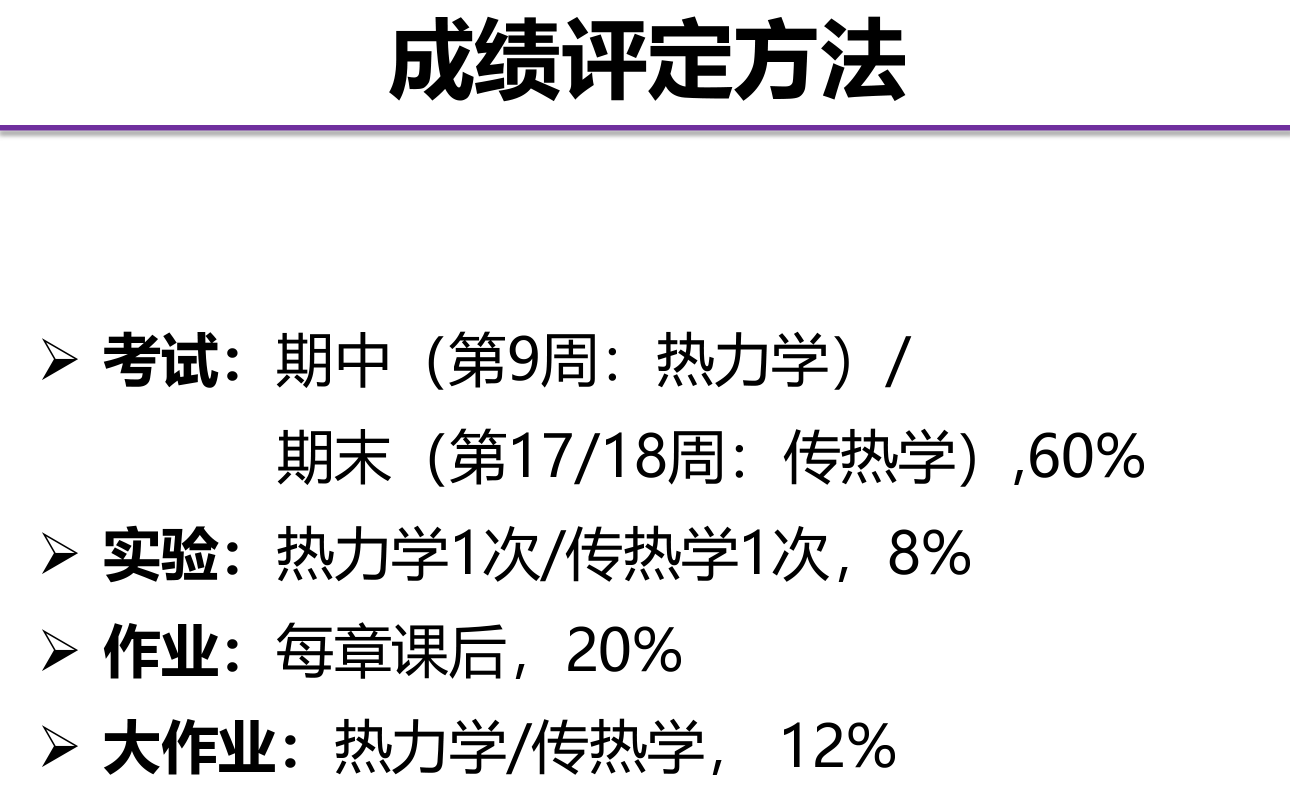 成绩评定方法
➢ 考试：期中（第9周：热力学）/
期末（第17/18周：传热学）,60%
➢ 实验：热力学1次/传热学1次，8%
➢ 作业：每章课后，20%
➢ 大作业：热力学/传热学， 12%